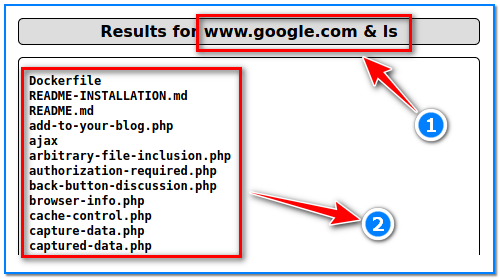 Results for www.google.com & ls
Dockerfile
README-INSTALLATION.md
README.md
add-to-your-blog.php
ajax
arbitrary-file-inclusion.php
authorization-required.php
back-button-discussion.php
browser-info.php
cache-control.php
capture-data.php
captured-data.php
1
2